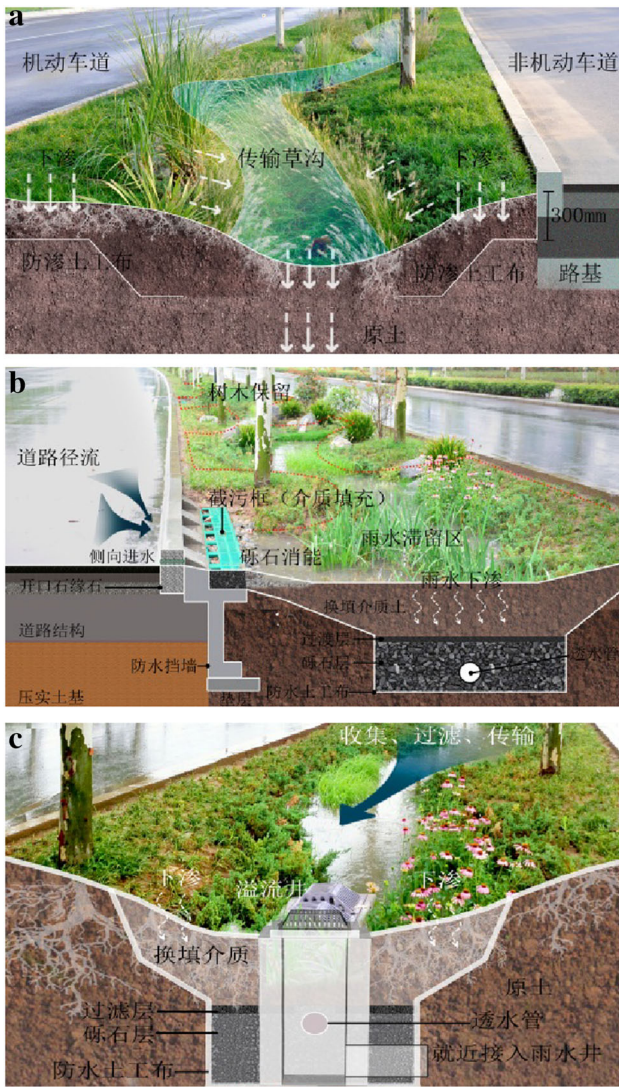 a
机动车道
非机动车道
下渗
传输草沟
下渗
300mm
防渗土工布
防渗土工布
路基
原土
b
树木保留
道路径流
截污框（介质填充）
雨水滞留区
侧向进水
砾石消能
雨水下渗
开口石缘石
换填介质土
道路结构
过滤层
砾石层
透水管
防水挡墙
防水土工布
压实土基
垫层
c
收集、过滤、传输
下渗
溢流井
下渗
换填介质
原土
过滤层
砾石层
透水管
就近接入雨水井
防水土工布